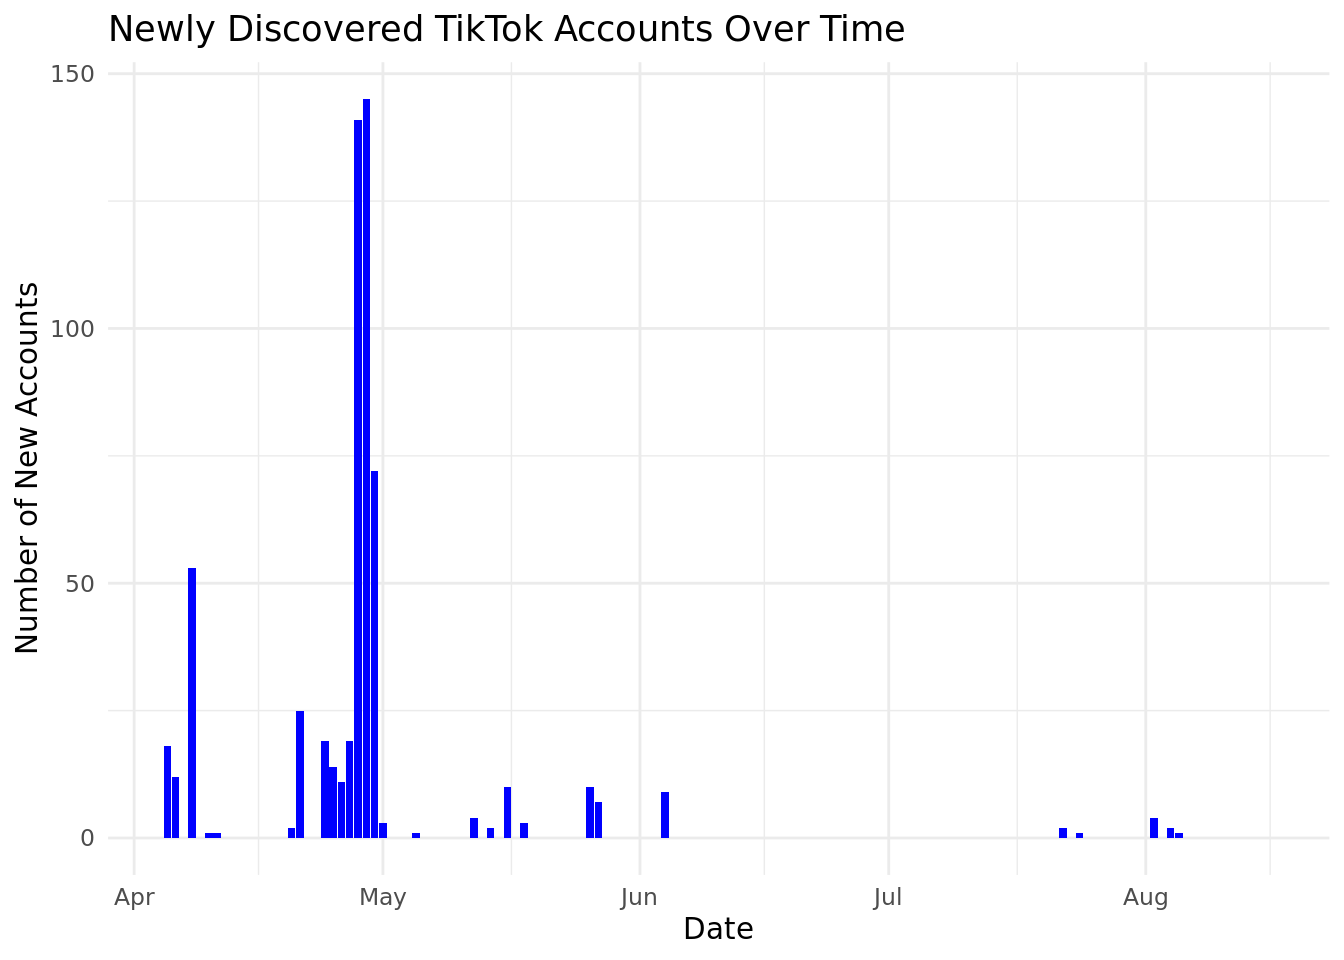 Newly Discovered TikTok Accounts Over Time
150
100
50
0
Number of New Accounts
Apr
May
Jun
Jul
Aug
Date